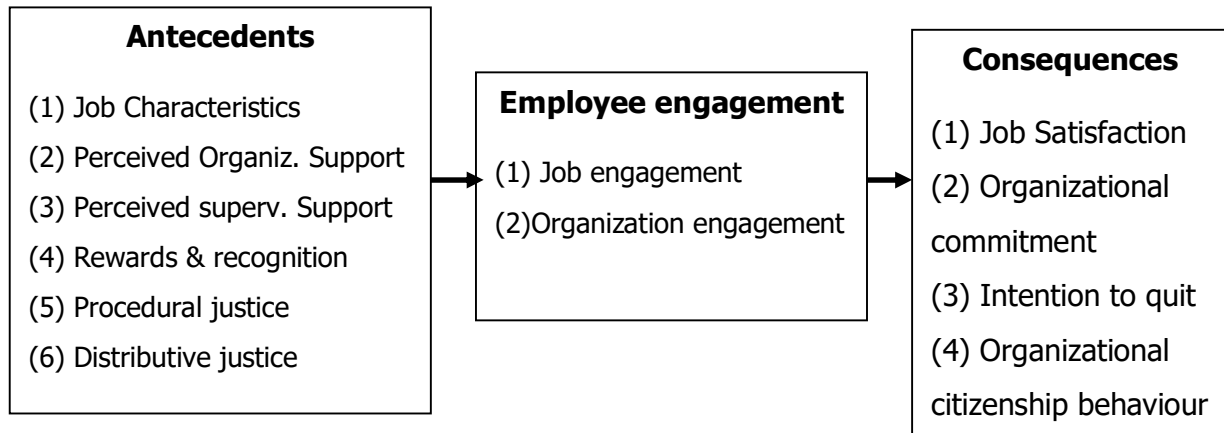 Antecedents
(1) Job Characteristics
(2) Perceived Organiz. Support
(3) Perceived superv. Support
(4) Rewards & recognition
(5) Procedural justice
(6) Distributive justice
Employee engagement
(1) Job engagement
(2)Organization engagement
Consequences
(1) Job Satisfaction
(2) Organizational
commitment
(3) Intention to quit
(4) Organizational
citizenship behaviour